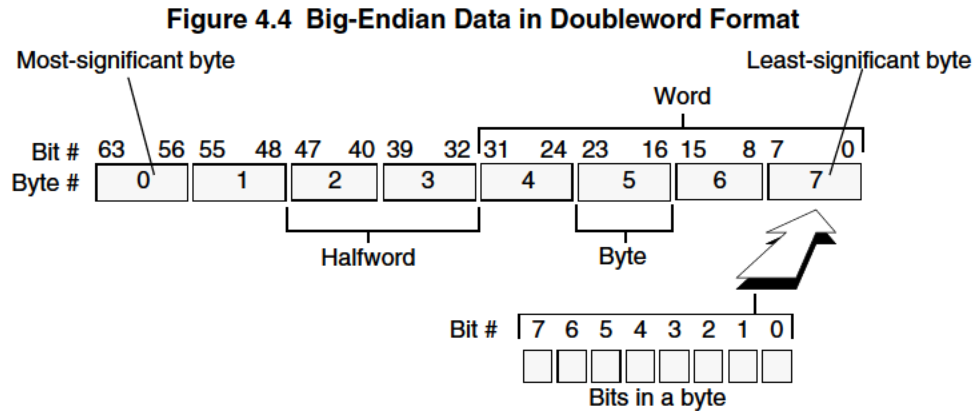 Figure 4.4 Big-Endian Data in Doubleword Format
Most-significant byte
Least-significant byte
Word
Bit # 63 56 55 48 47 40 39 32 31 24 23 16 15 8 7 0
Byte # 0 1 2 3 4 5 6 7
Halfword
Byte
Bit # 7 6 5 4 3 2 1 0
Bits in a byte